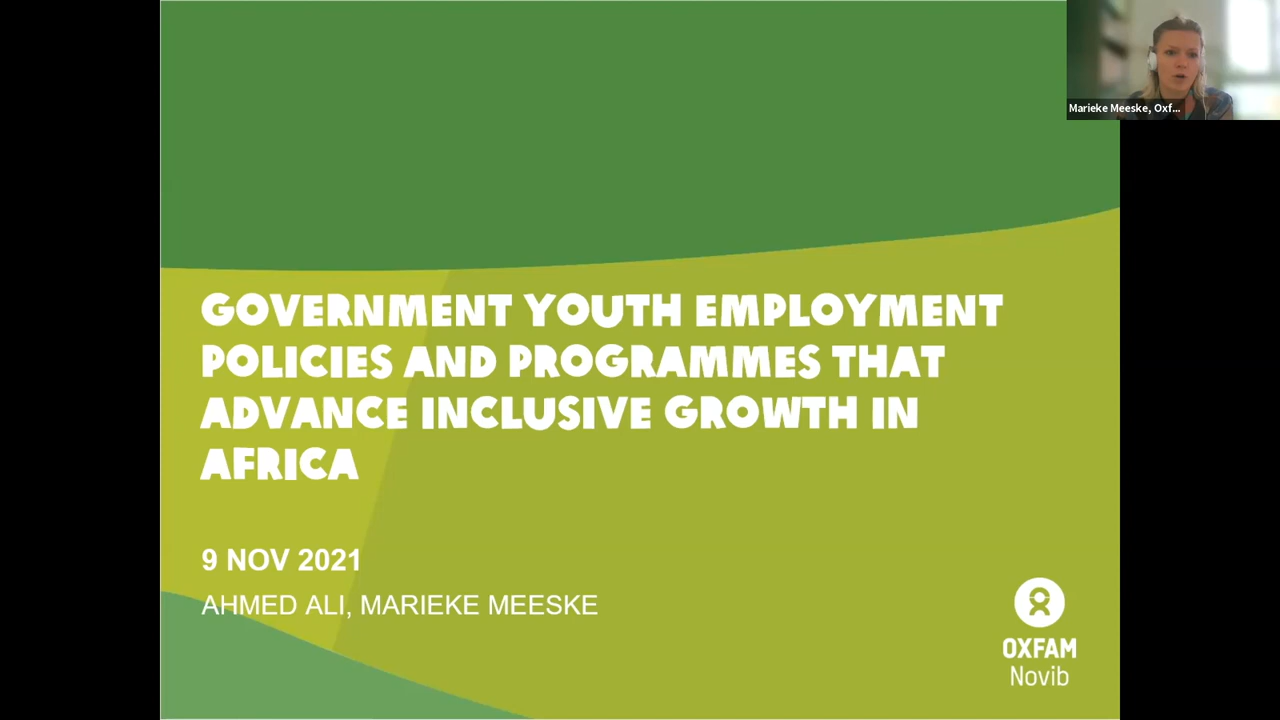 Marieke Meeske, Oxf...
GOVERNMENT YOUTH EMPLOYMENT
POLICIES AND PROGRAMMES THAT
ADVANCE INCLUSIVE GROWTH IN
AFRICA
9 NOV 2021
AHMED ALI, MARIEKE MEESKE
OXFAM
Novib